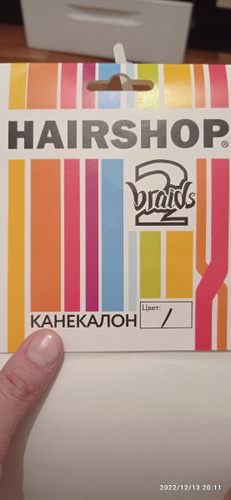 HAIRSHOP®
2 braids
КАНЕКАЛОН
Цвет:
/
2022/12/13 20:11